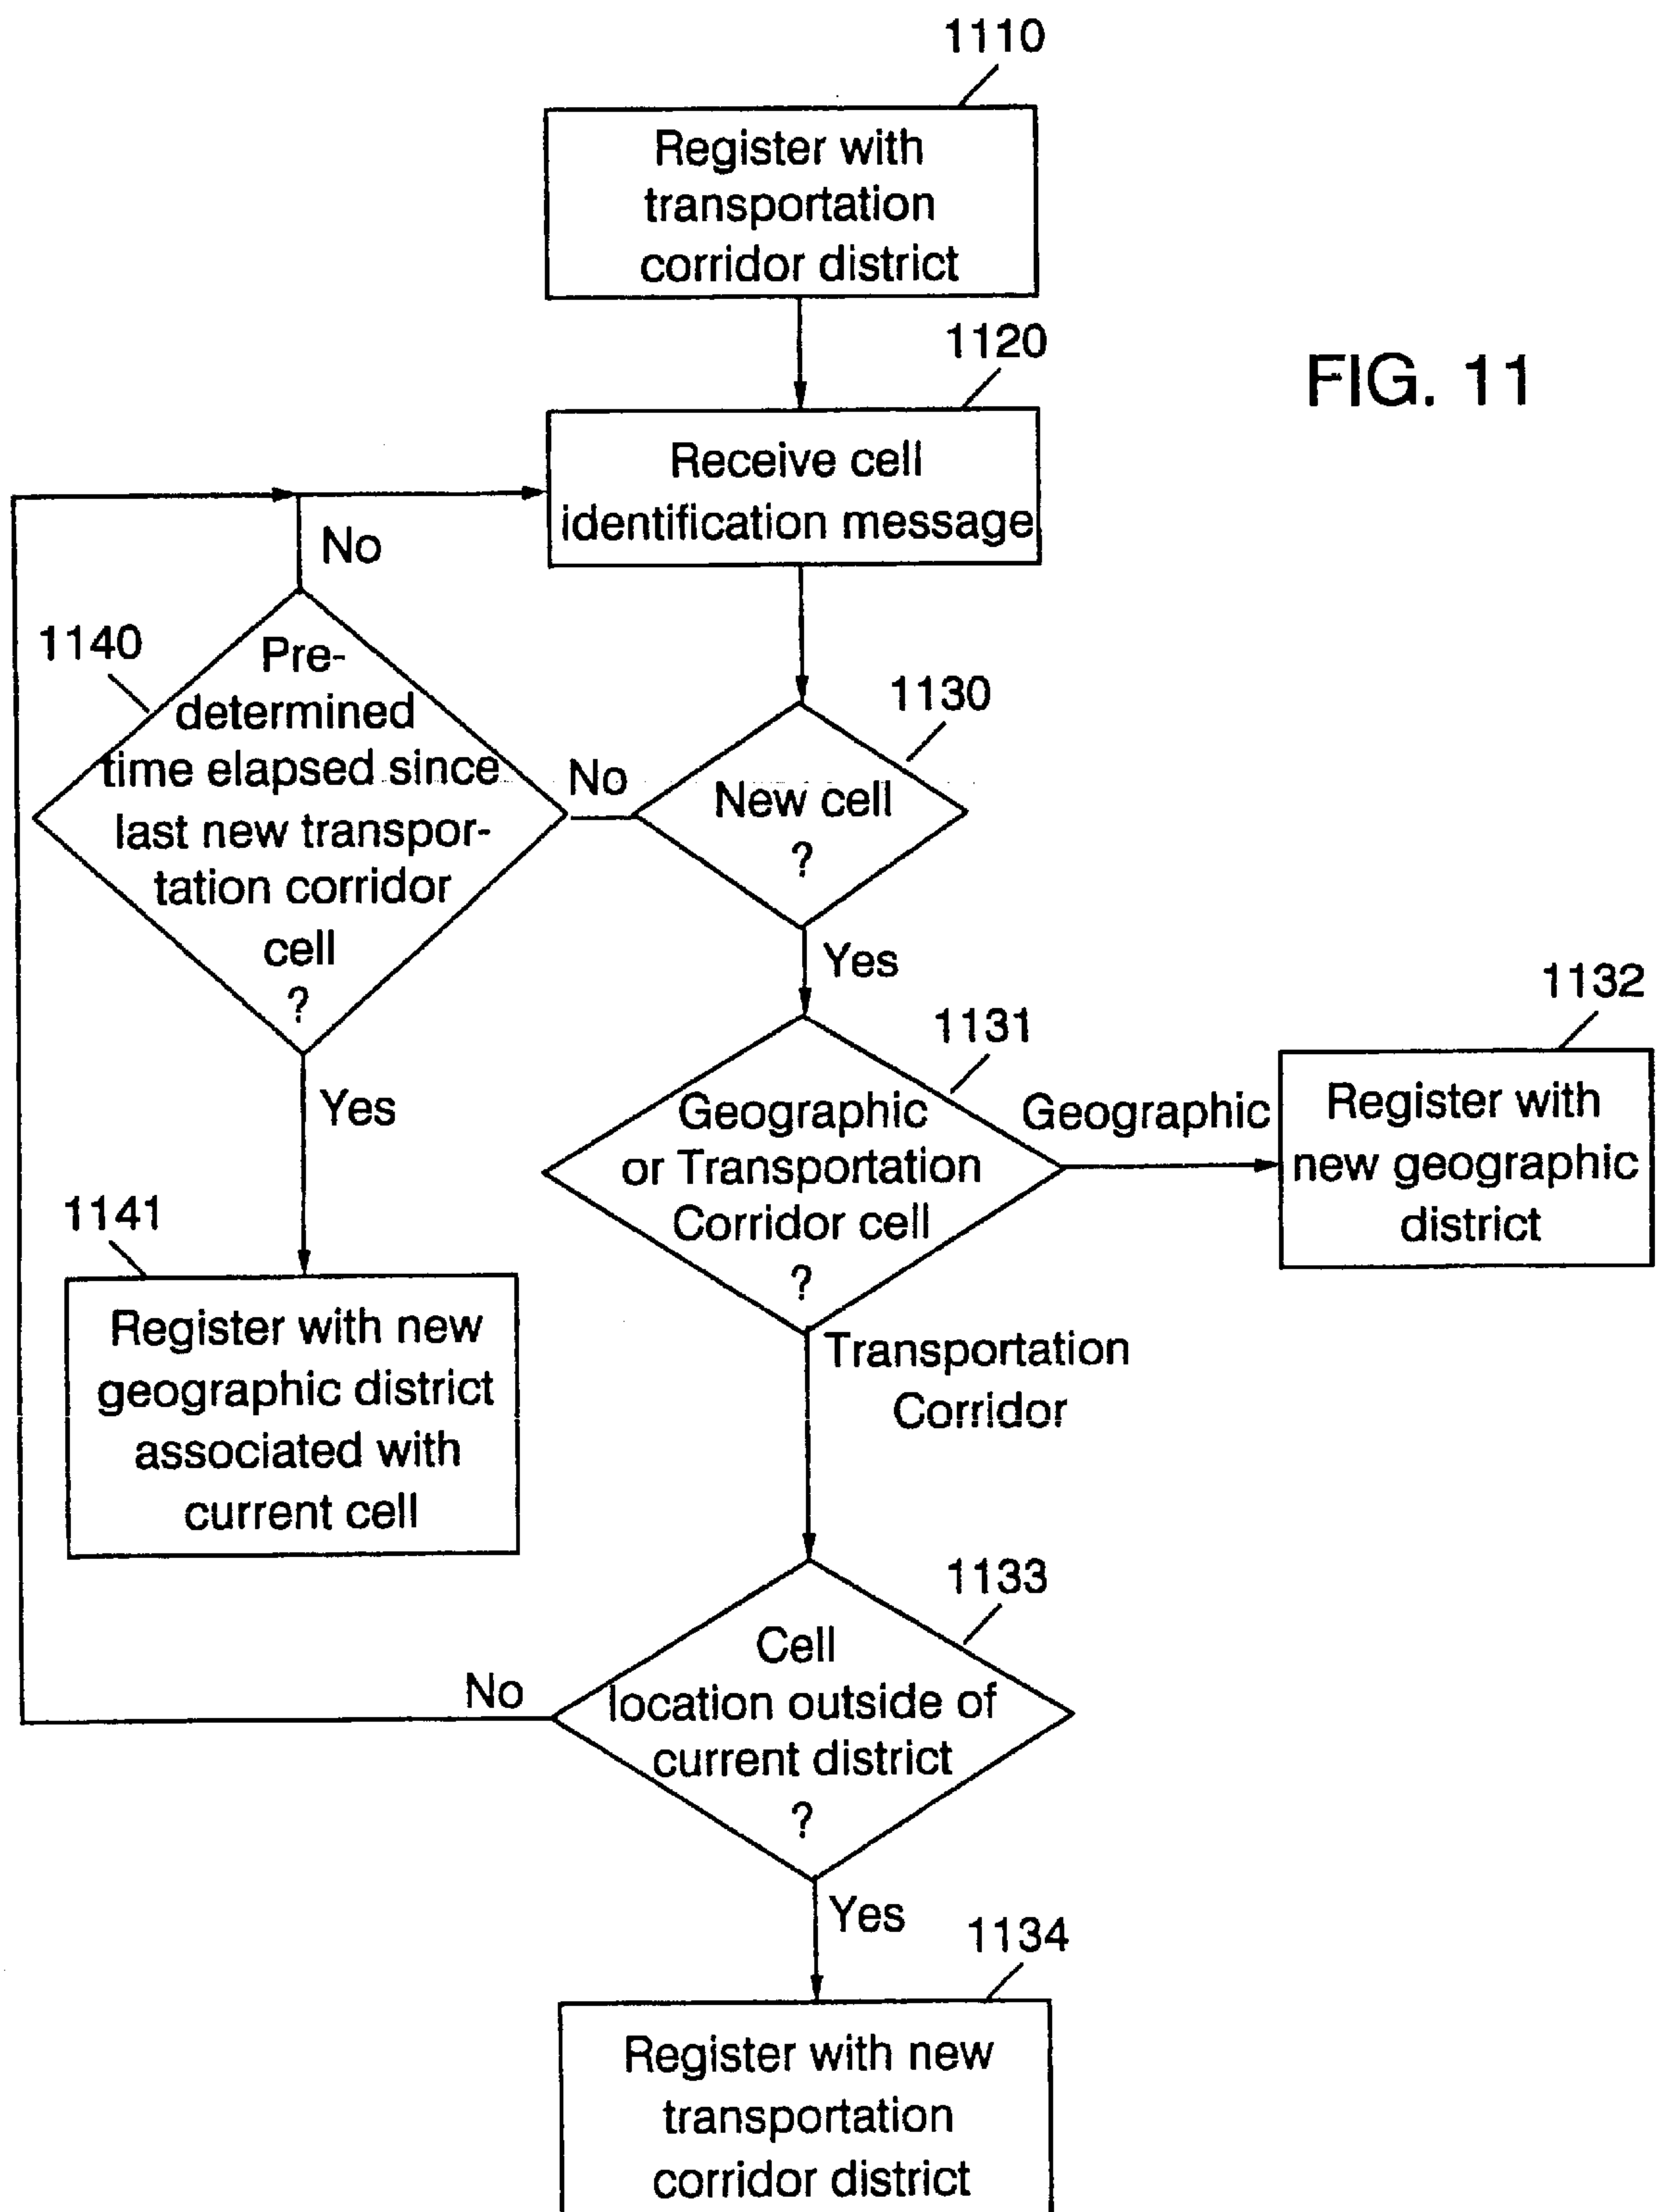 1110
Register with
transportation
corridor district
1120
FIG. 11
Receive cell
identification message
No
1140
Pre-
determined
time elapsed since
last new transpor-
tation corridor
cell
?
No
1130
New cell
?
Yes
Yes
1131
Geographic
or Transportation
Corridor cell
?
Geographic
1132
Register with
new geographic
district
1141
Register with new
geographic district
associated with
current cell
Transportation
Corridor
1133
Cell
location outside of
current district
?
No
Yes
1134
Register with new
transportation
corridor district